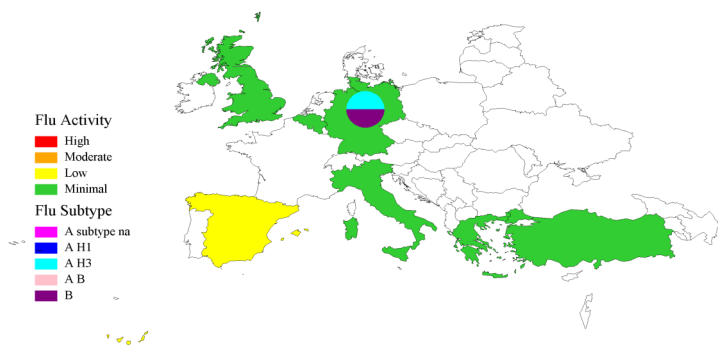 Flu Activity
High
Moderate
Low
Minimal
Flu Subtype
A subtype na
A H1
A H3
A B
B